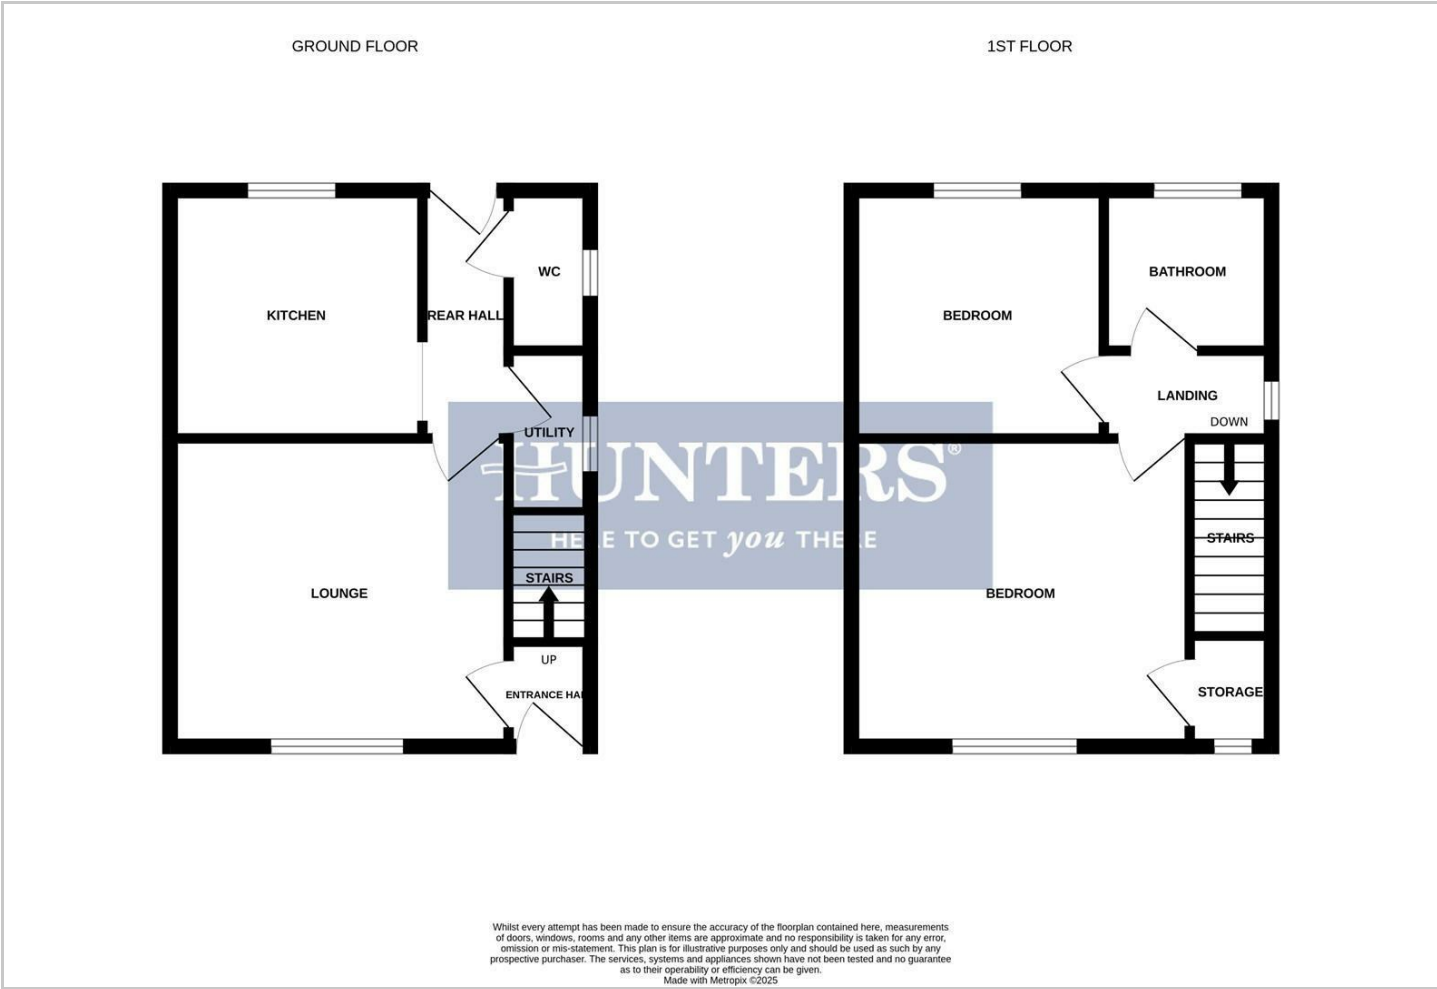 GROUND FLOOR
1ST FLOOR
KITCHEN
REAR HALL
WC
UTILITY
LOUNGE
STAIRS
UP
ENTRANCE HA
BEDROOM
BATHROOM
LANDING
DOWN
STAIRS
BEDROOM
STORAGE
HUNTERS®
HERE TO GET you THERE
Whilst every attempt has been made to ensure the accuracy of the floorplan contained here, measurements
of doors, windows, rooms and any other items are approximate and no responsibility is taken for any error,
omission or mis-statement. This plan is for illustrative purposes only and should be used as such by any
prospective purchaser. The services, systems and appliances shown have not been tested and no guarantee
as to their operability or efficiency can be given.
Made with Metropix ©2025